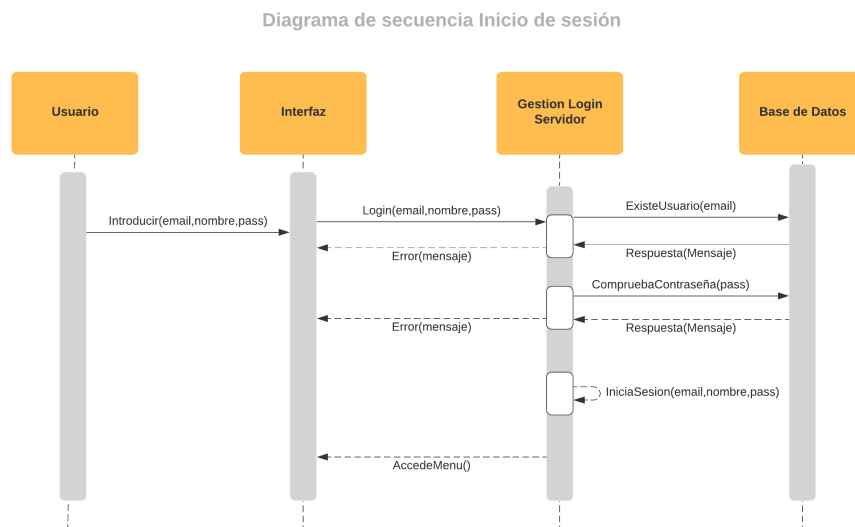 Diagrama de secuencia Inicio de sesión
Usuario
Interfaz
Gestion Login
Servidor
Base de Datos
Introducir(email,nombre,pass)
Login(email,nombre,pass)
ExisteUsuario(email)
Error(mensaje)
Respuesta(Mensaje)
CompruebaContraseña(pass)
Error(mensaje)
Respuesta(Mensaje)
IniciaSesion(email,nombre,pass)
AccedeMenu()